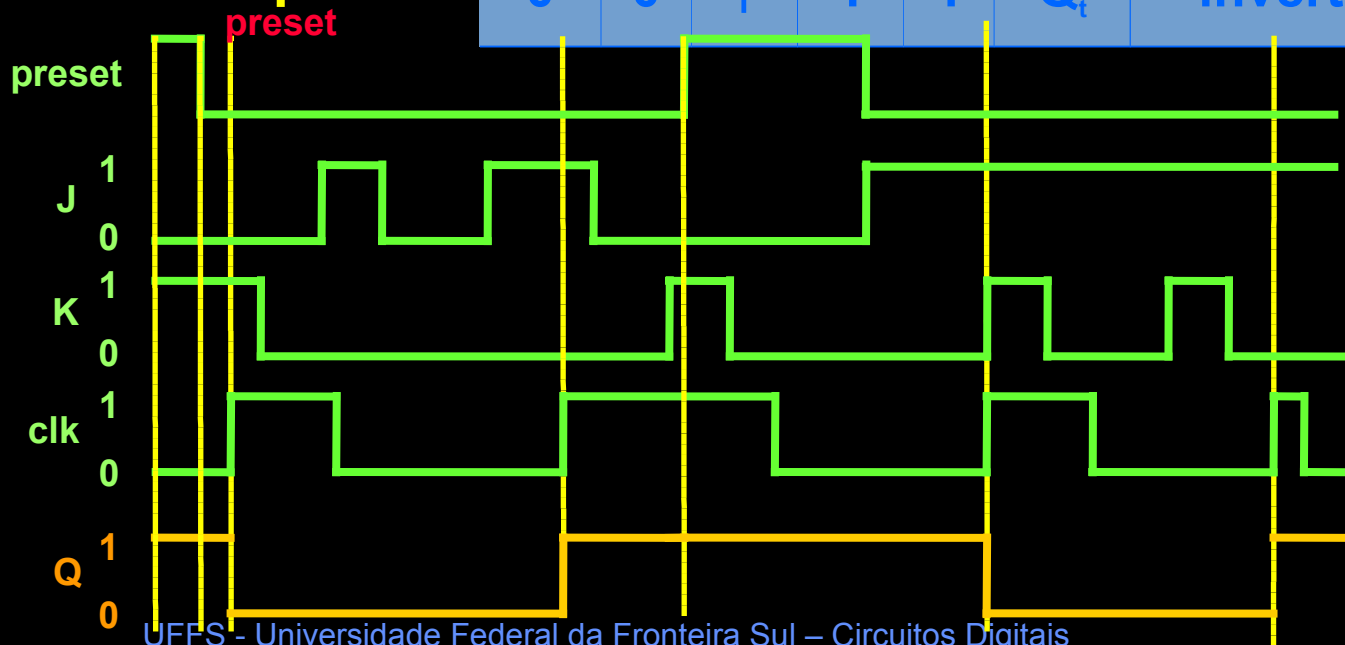 preset
Q t
preset
1
J
0
1
K
0
1
clk
0
1
Q
0
UFFS - Universidade Federal da Fronteira Sul – Circuitos Digitais